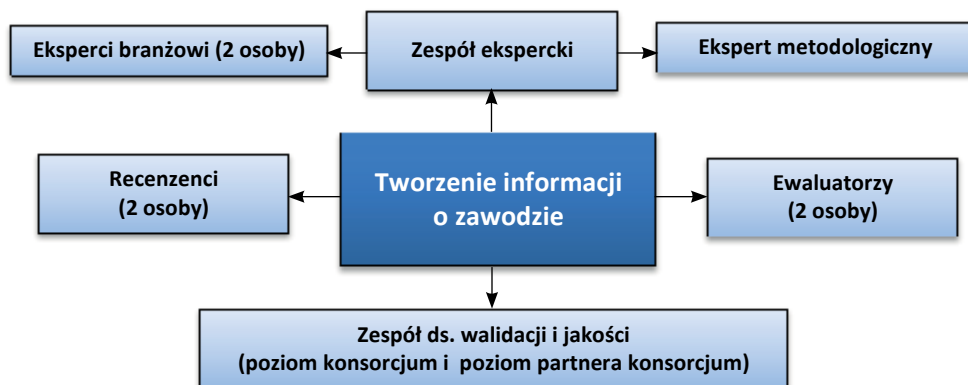 Eksperci branżowi (2 osoby)
Zespół ekspercki
Ekspert metodologiczny
Recenzenci
(2 osoby)
Tworzenie informacji
o zawodzie
Ewaluatorzy
(2 osoby)
Zespół ds. walidacji i jakości
(poziom konsorcjum i  poziom partnera konsorcjum)